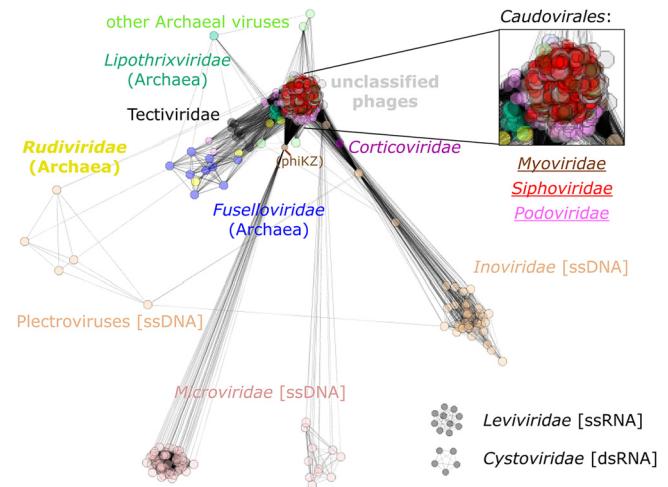 other Archaeal viruses
Caudovirales:
Lipothrixviridae
(Archaea)
unclassified
phages
Tectiviridae
Rudiviridae
(Archaea)
Corticoviridae
(phiKZ)
Myoviridae
Siphoviridae
Podoviridae
Fuselloviridae
(Archaea)
Inoviridae [ssDNA]
Plectroviruses [ssDNA]
Microviridae [ssDNA]
Leviviridae [ssRNA]
Cystoviridae [dsRNA]